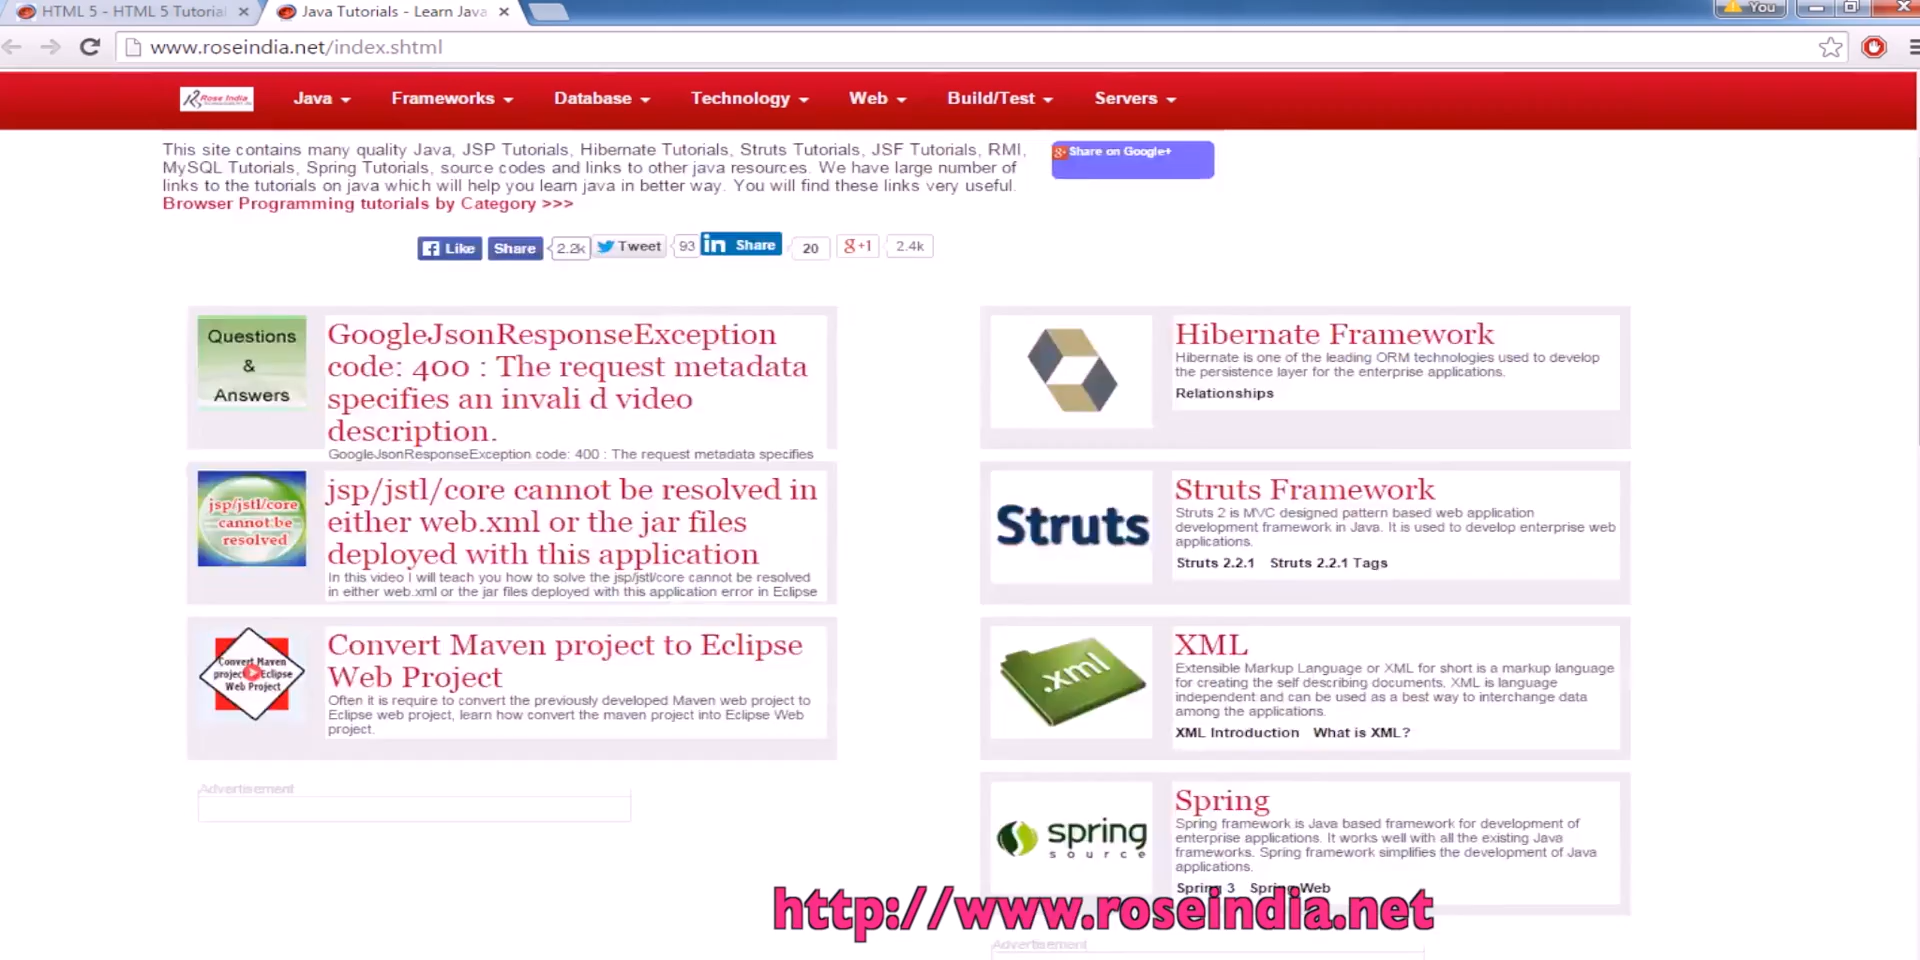 HTML 5 - HTML 5 Tutorial
Java Tutorials - Learn Java
You
www.roseindia.net/index.shtml
Rose India
Java
Frameworks
Database
Technology
Web
Build/Test
Servers
This site contains many quality Java, JSP Tutorials, Hibernate Tutorials, Struts Tutorials, JSF Tutorials, RMI,
MySQL Tutorials, Spring Tutorials, source codes and links to other java resources. We have large number of
links to the tutorials on java which will help you learn java in better way. You will find these links very useful.
Browser Programming tutorials by Category >>>
Share on Google+
Like
Share
2.2k
Tweet
93
in Share
20
g+1
2.4k
Questions
&
Answers
GoogleJsonResponseException
code: 400 : The request metadata
specifies an invali d video
description.
GoogleJsonResponseException code: 400 : The request metadata specifies
jsp/jstl/core
cannot be
resolved
jsp/jstl/core cannot be resolved in
either web.xml or the jar files
deployed with this application
In this video I will teach you how to solve the jsp/jstl/core cannot be resolved
in either web.xml or the jar files deployed with this application error in Eclipse
Convert Maven
project Eclipse
Web Project
Convert Maven project to Eclipse
Web Project
Often it is require to convert the previously developed Maven web project to
Eclipse web project, learn how convert the maven project into Eclipse Web
project.
Advertisement
Hibernate Framework
Hibernate is one of the leading ORM technologies used to develop
the persistence layer for the enterprise applications.
Relationships
Struts
Struts Framework
Struts 2 is MVC designed pattern based web application
development framework in Java. It is used to develop enterprise web
applications.
Struts 2.2.1 Struts 2.2.1 Tags
.xml
XML
Extensible Markup Language or XML for short is a markup language
for creating the self describing documents. XML is language
independent and can be used as a best way to interchange data
among the applications.
XML Introduction What is XML?
spring
source
Spring
Spring framework is Java based framework for development of
enterprise applications. It works well with all the existing Java
frameworks. Spring framework simplifies the development of Java
applications.
Spring 3 Spring Web
http://www.roseindia.net
Advertisement